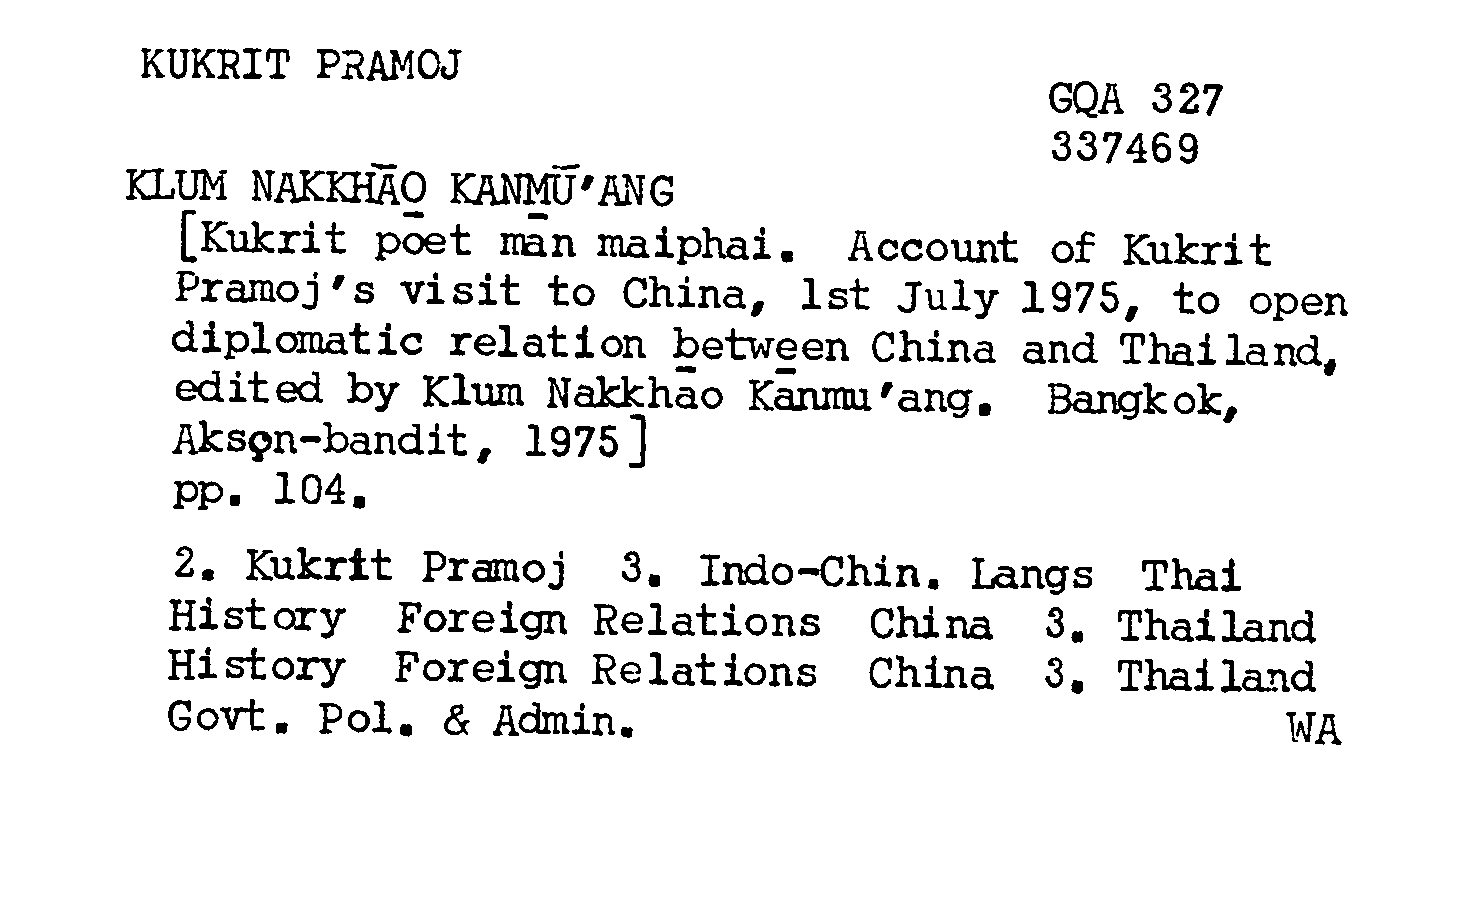 KUKRIT PRAMOJ
GQA 327
337469
KLUM NAKKHĀO KANMŪ'ANG
[Kukrit pōet mān maiphai. Account of Kukrit
Pramoj's visit to China, 1st July 1975, to open
diplomatic relation between China and Thailand,
edited by Klum Nakkhāo Kānmu'ang. Bangkok,
Aksǫn-bandit, 1975]
pp. 104.
2. Kukrit Pramoj 3. Indo-Chin. Langs Thai
History Foreign Relations China 3. Thailand
History Foreign Relations China 3. Thailand
Govt. Pol. & Admin.
WA